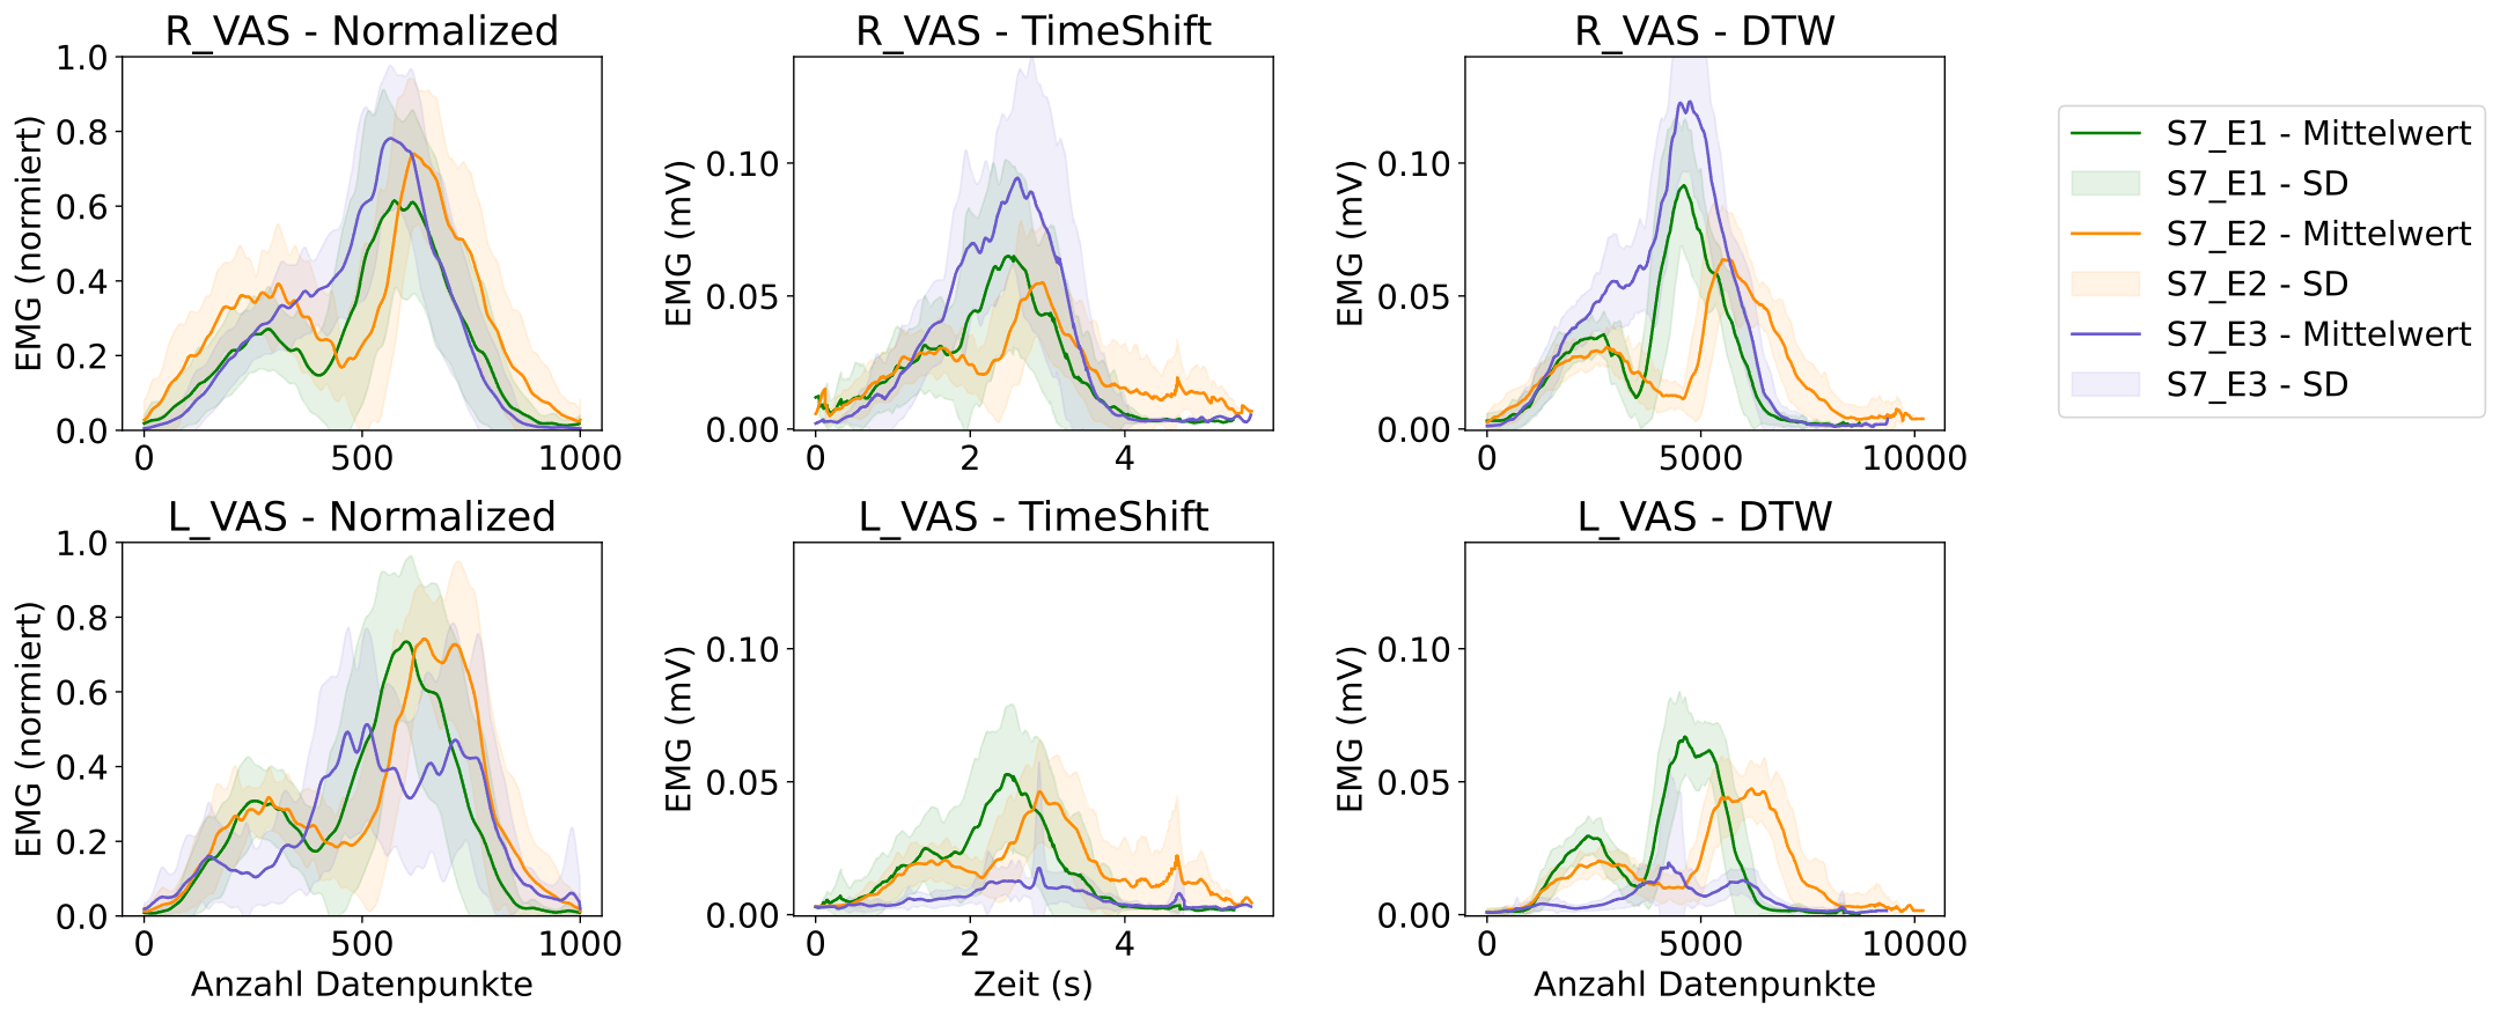 R_VAS - Normalized
R_VAS - TimeShift
R_VAS - DTW
EMG (normiert)
1.0
0.8
0.6
0.4
0.2
0.0
0 500 1000
EMG (mV)
0.10
0.05
0.00
0 2 4
EMG (mV)
0.10
0.05
0.00
0 5000 10000
S7_E1 - Mittelwert
S7_E1 - SD
S7_E2 - Mittelwert
S7_E2 - SD
S7_E3 - Mittelwert
S7_E3 - SD
L_VAS - Normalized
L_VAS - TimeShift
L_VAS - DTW
EMG (normiert)
1.0
0.8
0.6
0.4
0.2
0.0
0 500 1000
Anzahl Datenpunkte
EMG (mV)
0.10
0.05
0.00
0 2 4
Zeit (s)
EMG (mV)
0.10
0.05
0.00
0 5000 10000
Anzahl Datenpunkte